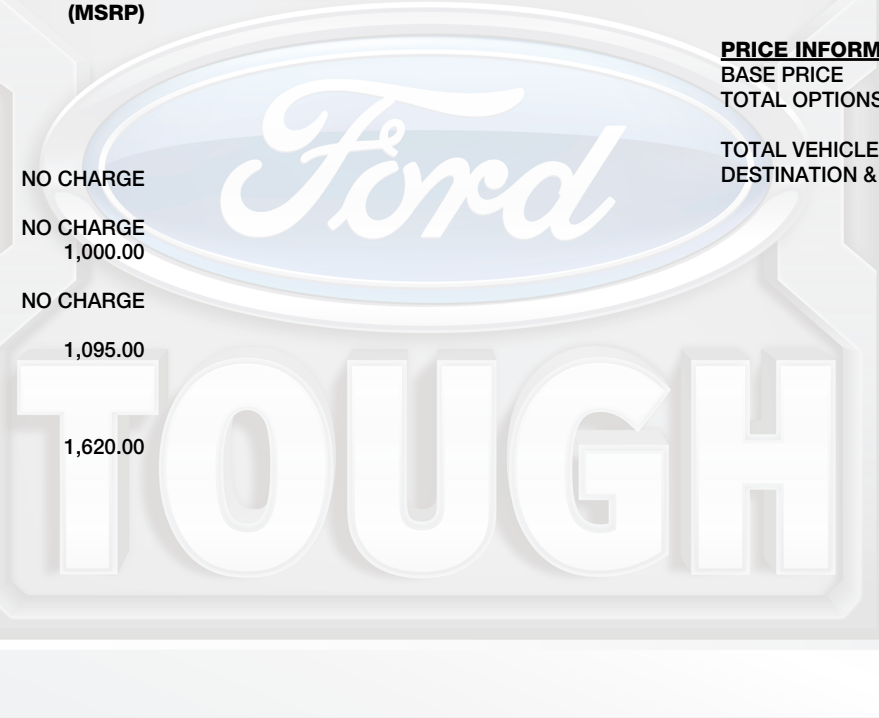 (MSRP)
NO CHARGE
NO CHARGE
1,000.00
NO CHARGE
1,095.00
1,620.00
PRICE INFORM
BASE PRICE
TOTAL OPTIONS
TOTAL VEHICLE
DESTINATION &
Ford
TOUGH